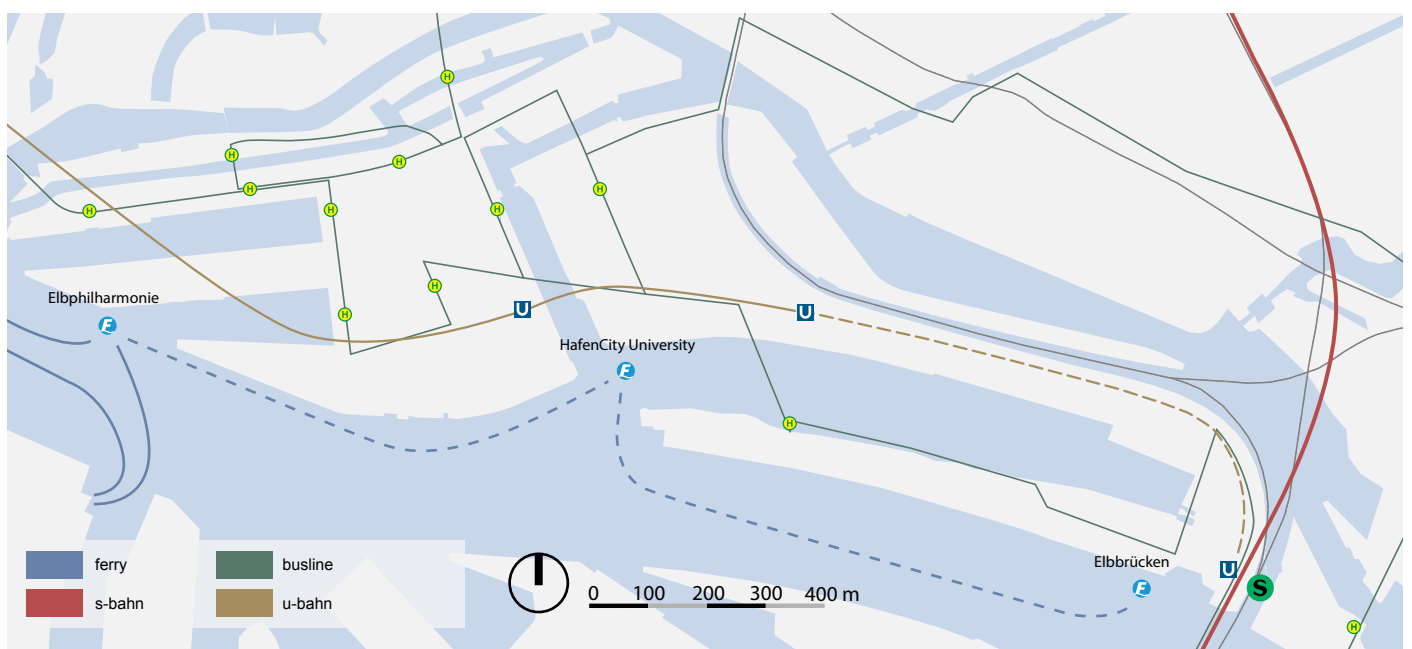 H
H
H
H
H
H
H
H
H
Elbphilharmonie
F
H
H
U
U
HafenCity University
F
H
ferry
busline
s-bahn
u-bahn
0 100 200 300 400 m
Elbbrücken
F
U
S
H